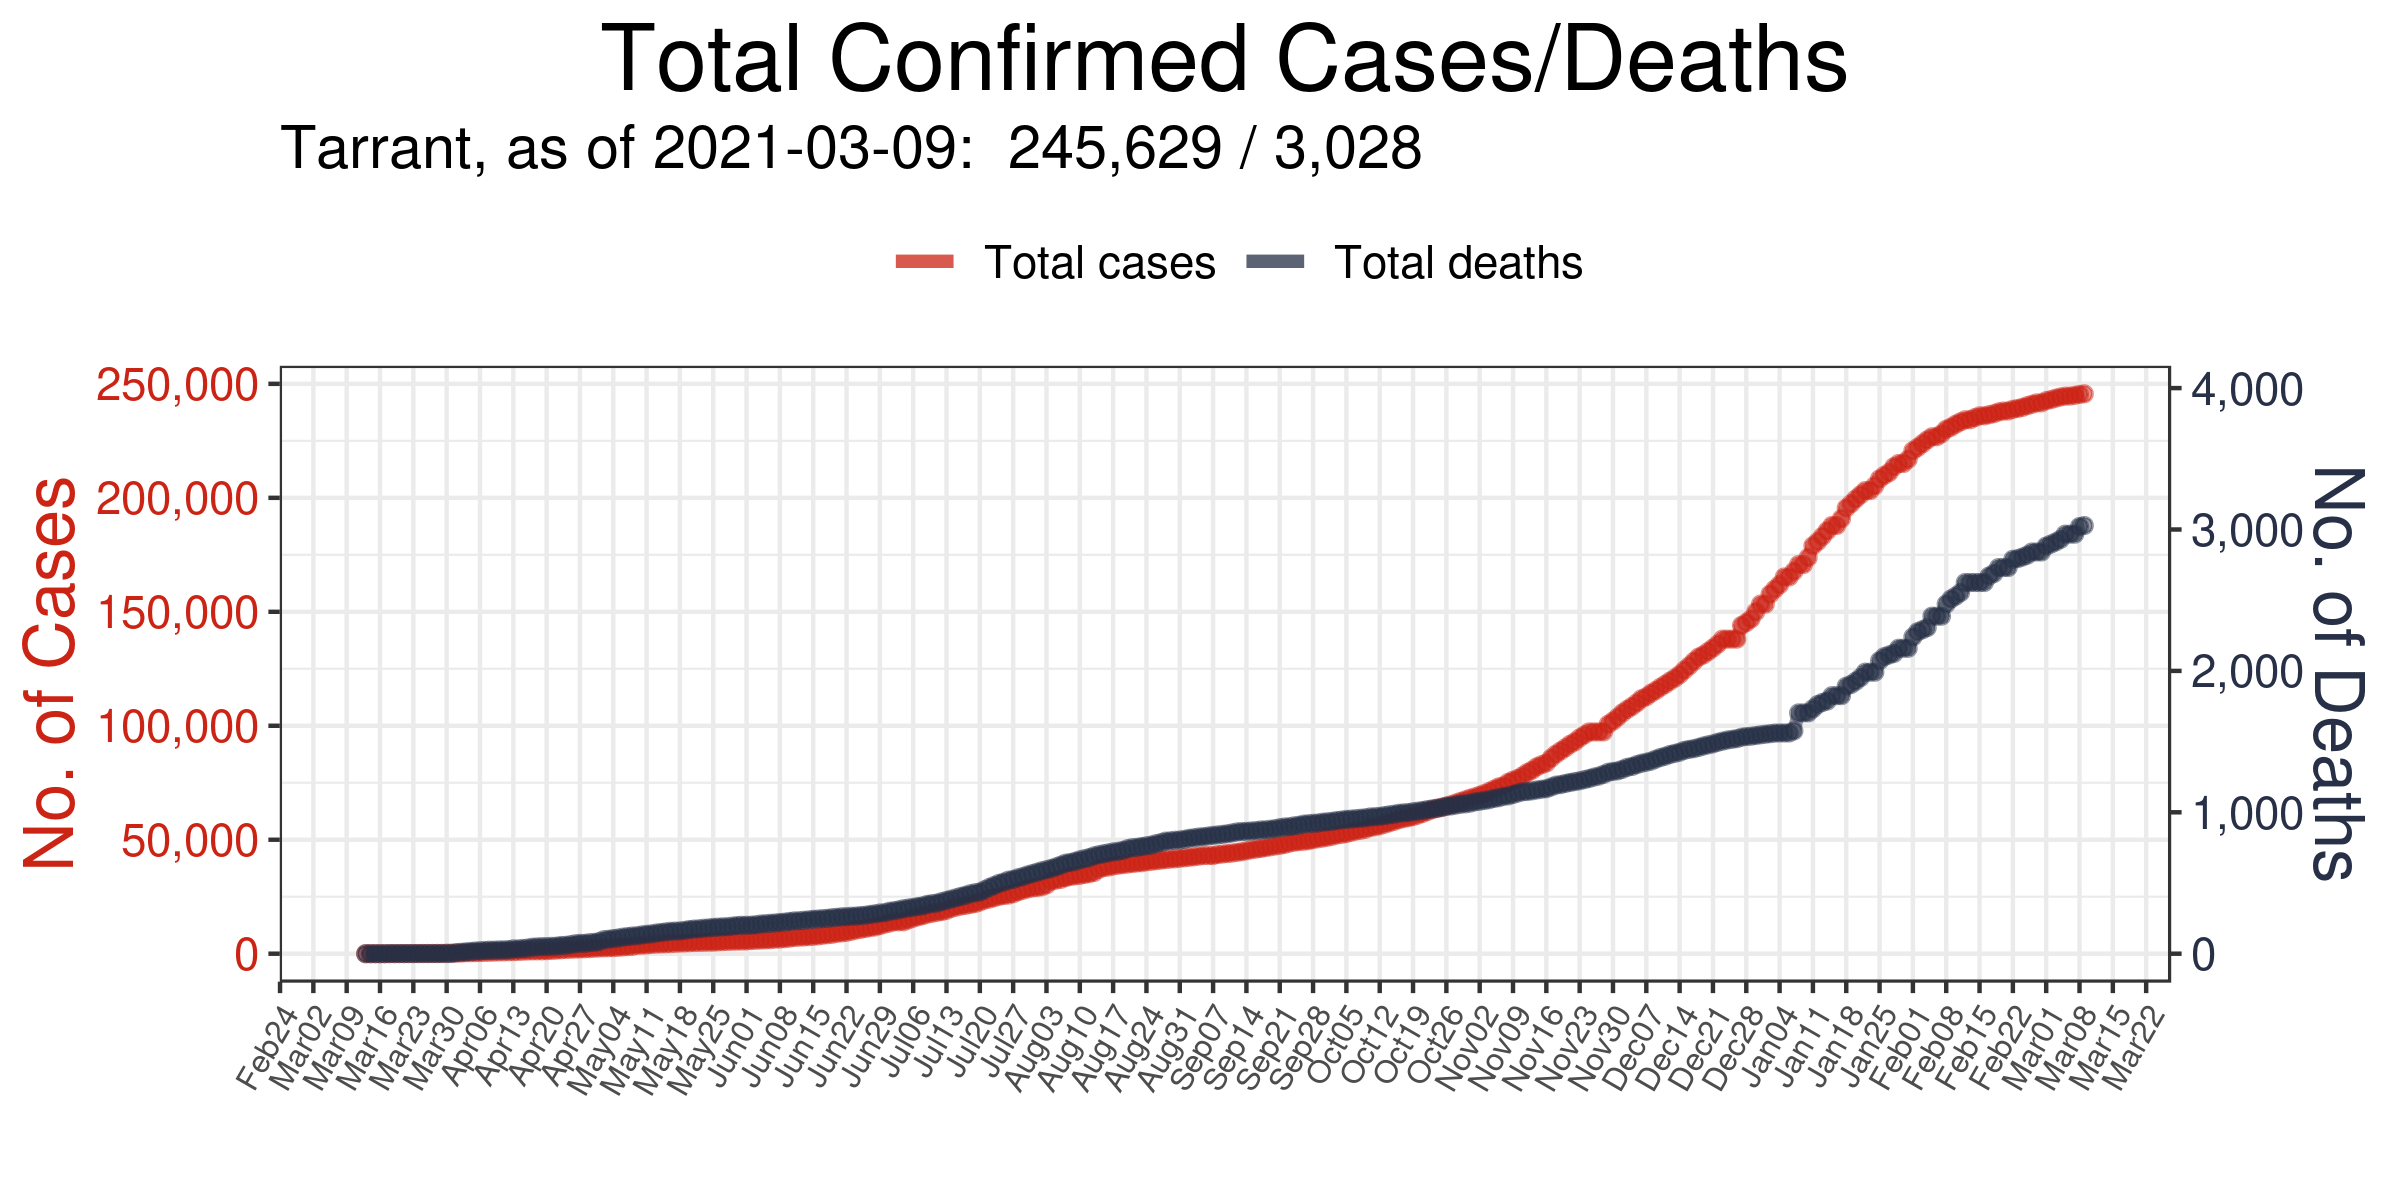 Total Confirmed Cases/Deaths
Tarrant, as of 2021-03-09:  245,629 / 3,028
Total cases
Total deaths
No. of Cases
250,000
200,000
150,000
100,000
50,000
0
4,000
3,000
2,000
1,000
0
No. of Deaths
Feb24
Mar02
Mar09
Mar16
Mar23
Mar30
Apr06
Apr13
Apr20
Apr27
May04
May11
May18
May25
Jun01
Jun08
Jun15
Jun22
Jun29
Jul06
Jul13
Jul20
Jul27
Aug03
Aug10
Aug17
Aug24
Aug31
Sep07
Sep14
Sep21
Sep28
Oct05
Oct12
Oct19
Oct26
Nov02
Nov09
Nov16
Nov23
Nov30
Dec07
Dec14
Dec21
Dec28
Jan04
Jan11
Jan18
Jan25
Feb01
Feb08
Feb15
Feb22
Mar01
Mar08
Mar15
Mar22